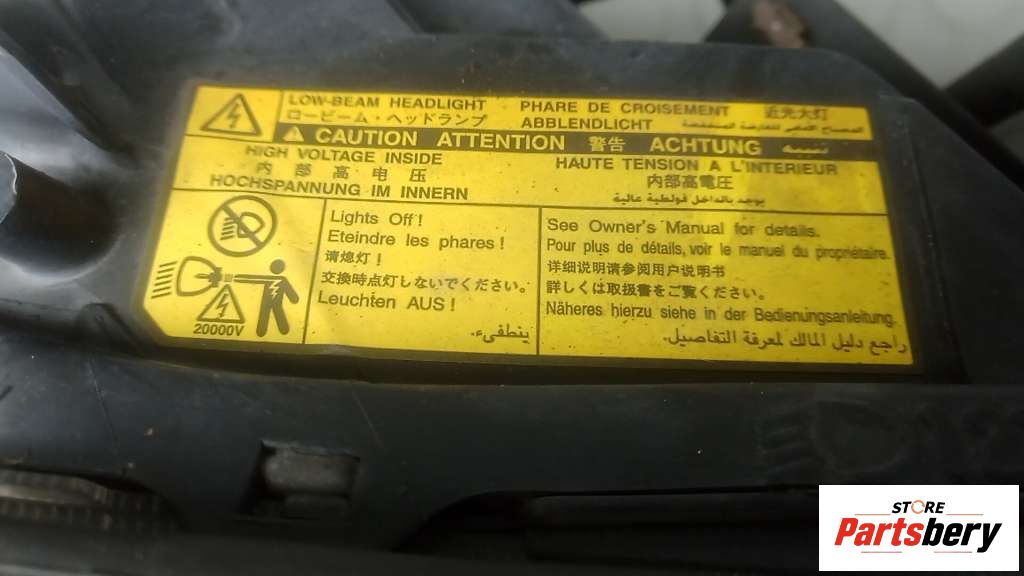 LOW-BEAM HEADLIGHT PHARE DE CROISEMENT 近光大灯
ロービーム・ヘッドランプ ABBLENDLICHT
CAUTION ATTENTION 警告 ACHTUNG تنبيه
HIGH VOLTAGE INSIDE HAUTE TENSION A L'INTERIEUR
内部高电压 内部高電圧
HOCHSPANNUNG IM INNERN يوجد بالداخل فولطية عالية
20000V
Lights Off!
Eteindre les phares!
请熄灯!
交換時点灯しないでください。
Leuchten AUS!
ينطفىء.
See Owner's Manual for details.
Pour plus de détails, voir le manuel du propriétaire.
详细说明请参阅用户说明书
詳しくは取扱書をご覧ください。
Näheres hierzu siehe in der Bedienungsanleitung.
راجع دليل المالك لمعرفة التفاصيل.
STORE
Partsbery